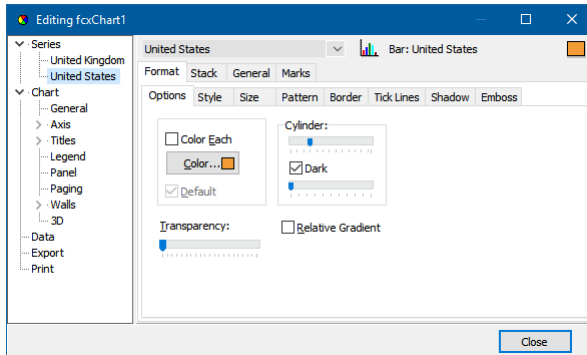 Editing fcxChart1
Series
United Kingdom
United States
Chart
General
Axis
Titles
Legend
Panel
Paging
Walls
3D
Data
Export
Print
United States
Bar: United States
Format Stack General Marks
Options Style Size Pattern Border Tick Lines Shadow Emboss
Color Each
Color...
Default
Cylinder:
Dark
Transparency:
Relative Gradient
Close